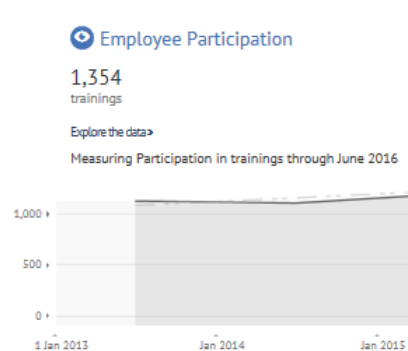 Employee Participation
1,354
trainings
Explore the data>
Measuring Participation in trainings through June 2016
1,000
500
0
1 Jan 2013 Jan 2014 Jan 2015